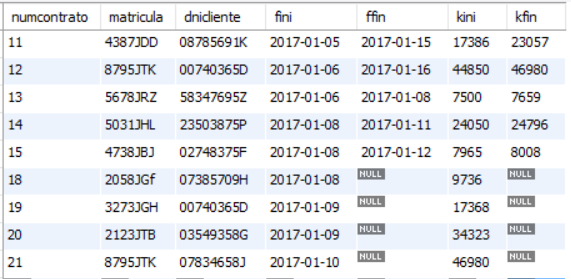 numcontrato matricula dnicliente fini ffin kini kfin
11 4387JDD 08785691K 2017-01-05 2017-01-15 17386 23057
12 8795JTK 00740365D 2017-01-06 2017-01-16 44850 46980
13 5678JRZ 58347695Z 2017-01-06 2017-01-08 7500 7659
14 5031JHL 23503875P 2017-01-08 2017-01-11 24050 24796
15 4738JBJ 02748375F 2017-01-08 2017-01-12 7965 8008
18 2058JGf 07385709H 2017-01-08 NULL 9736 NULL
19 3273JGH 00740365D 2017-01-09 NULL 17368 NULL
20 2123JTB 03549358G 2017-01-09 NULL 34323 NULL
21 8795JTK 07834658J 2017-01-10 NULL 46980 NULL